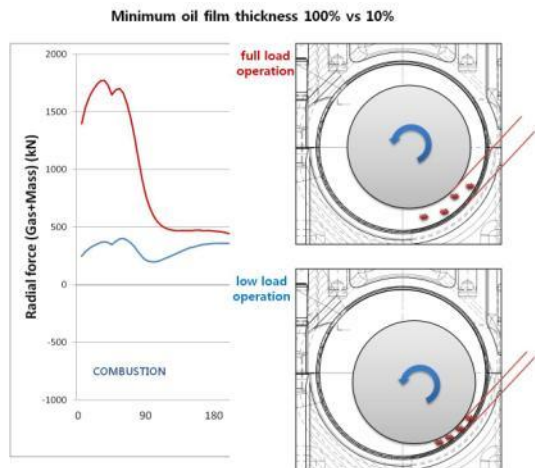 Minimum oil film thickness 100% vs 10%
Radial force (Gas+Mass) (kN)
2000
1500
1000
500
0
-500
-1000
COMBUSTION
0
90
180
full load
operation
low load
operation